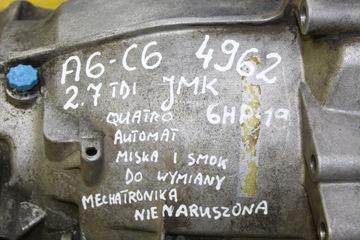 A6-C6 4962
2.7 TDI JMK
QUATRO 6HP-19
AUTOMAT
MISKA I SMOK
DO WYMIANY
MECHATRONIKA
NIENARUSZONA